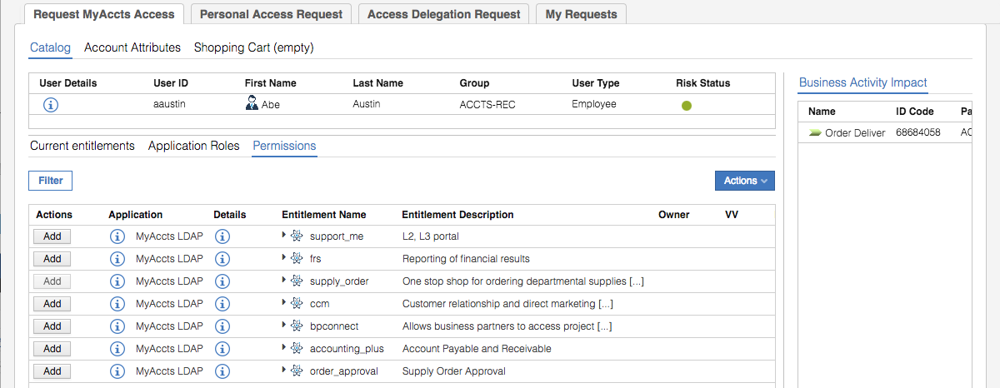 Request MyAccts Access Personal Access Request Access Delegation Request My Requests
Catalog Account Attributes Shopping Cart (empty)
User Details User ID First Name Last Name Group User Type Risk Status
aaustin Abe Austin ACCTS-REC Employee
Business Activity Impact
Name ID Code Pa
Order Deliver 68684058 AC
Current entitlements Application Roles Permissions
Filter Actions
Actions Application Details Entitlement Name Entitlement Description Owner VV
Add MyAccts LDAP support_me L2, L3 portal
Add MyAccts LDAP frs Reporting of financial results
Add MyAccts LDAP supply_order One stop shop for ordering departmental supplies [...]
Add MyAccts LDAP ccm Customer relationship and direct marketing [...]
Add MyAccts LDAP bpconnect Allows business partners to access project [...]
Add MyAccts LDAP accounting_plus Account Payable and Receivable
Add MyAccts LDAP order_approval Supply Order Approval